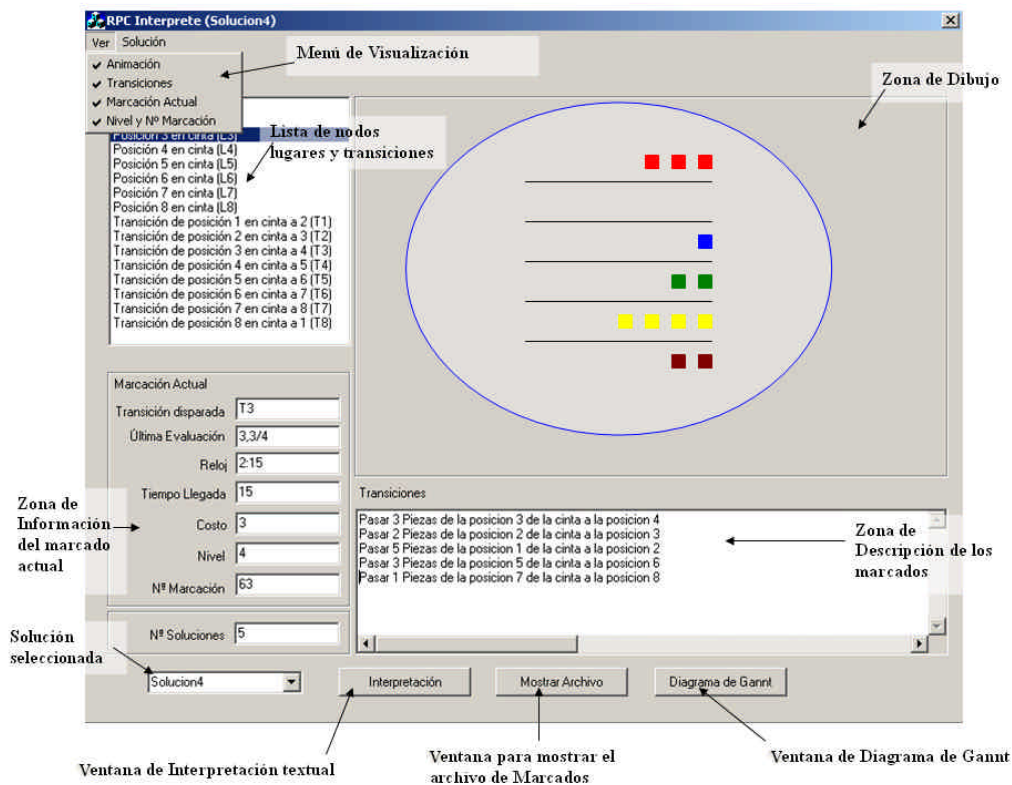 RPC Interprete (Solucion4)
Ver Solución
Animación
Transiciones
Marcación Actual
Nivel y Nº Marcación
Menú de Visualización
Zona de Dibujo
Lista de nodos
lugares y transiciones
Posición 3 en cinta (L3)
Posición 4 en cinta (L4)
Posición 5 en cinta (L5)
Posición 6 en cinta (L6)
Posición 7 en cinta (L7)
Posición 8 en cinta (L8)
Transición de posición 1 en cinta a 2 (T1)
Transición de posición 2 en cinta a 3 (T2)
Transición de posición 3 en cinta a 4 (T3)
Transición de posición 4 en cinta a 5 (T4)
Transición de posición 5 en cinta a 6 (T5)
Transición de posición 6 en cinta a 7 (T6)
Transición de posición 7 en cinta a 8 (T7)
Transición de posición 8 en cinta a 1 (T8)
Marcación Actual
Transición disparada T3
Última Evaluación 3,3/4
Reloj 2:15
Tiempo Llegada 15
Costo 3
Nivel 4
Nº Marcación 63
Nº Soluciones 5
Zona de
Información
del marcado
actual
Transiciones
Pasar 3 Piezas de la posicion 3 de la cinta a la posicion 4
Pasar 2 Piezas de la posicion 2 de la cinta a la posicion 3
Pasar 5 Piezas de la posicion 1 de la cinta a la posicion 2
Pasar 3 Piezas de la posicion 5 de la cinta a la posicion 6
Pasar 1 Piezas de la posicion 7 de la cinta a la posicion 8
Zona de
Descripción de los
marcados
Solución
seleccionada
Solucion4
Interpretación
Mostrar Archivo
Diagrama de Gannt
Ventana de Interpretación textual
Ventana para mostrar el
archivo de Marcados
Ventana de Diagrama de Gannt